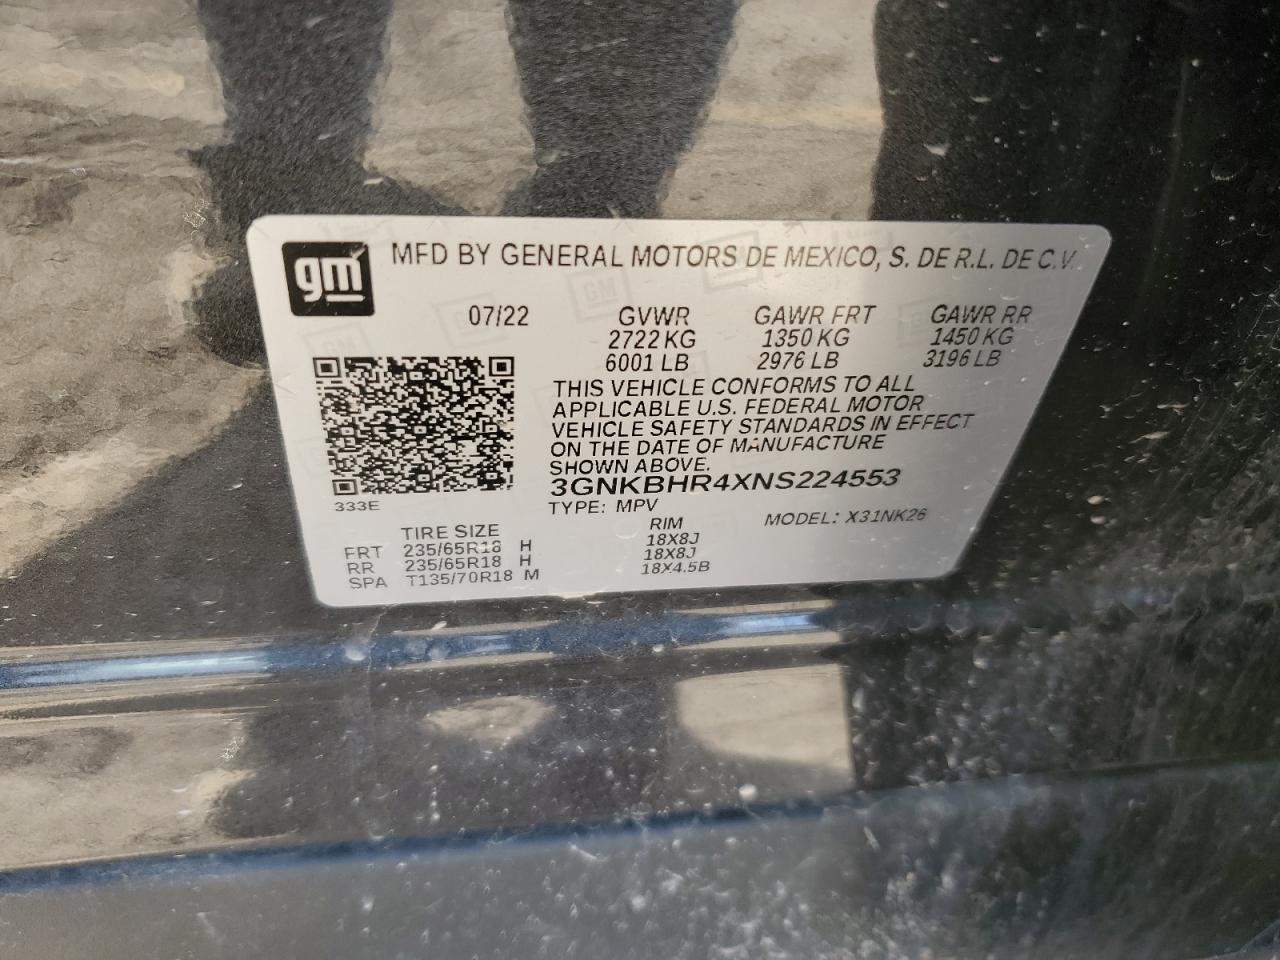 gm
MFD BY GENERAL MOTORS DE MEXICO, S. DE R.L. DE C.V.
07/22 GVWR GAWR FRT GAWR RR
2722 KG 1350 KG 1450 KG
6001 LB 2976 LB 3196 LB
THIS VEHICLE CONFORMS TO ALL
APPLICABLE U.S. FEDERAL MOTOR
VEHICLE SAFETY STANDARDS IN EFFECT
ON THE DATE OF MANUFACTURE
SHOWN ABOVE.
3GNKBHR4XNS224553
333E TYPE: MPV MODEL: X31NK26
TIRE SIZE RIM
FRT 235/65R18 H 18X8J
RR 235/65R18 H 18X8J
SPA T135/70R18 M 18X4.5B